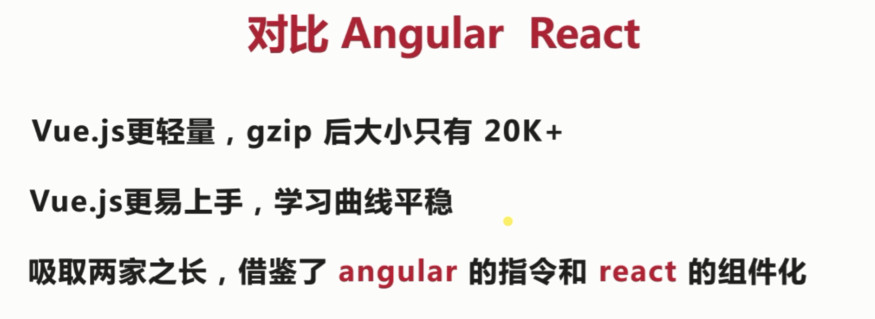 对比 Angular React
Vue.js更轻量，gzip 后大小只有 20K+
Vue.js更易上手，学习曲线平稳
吸取两家之长，借鉴了 angular 的指令和 react 的组件化